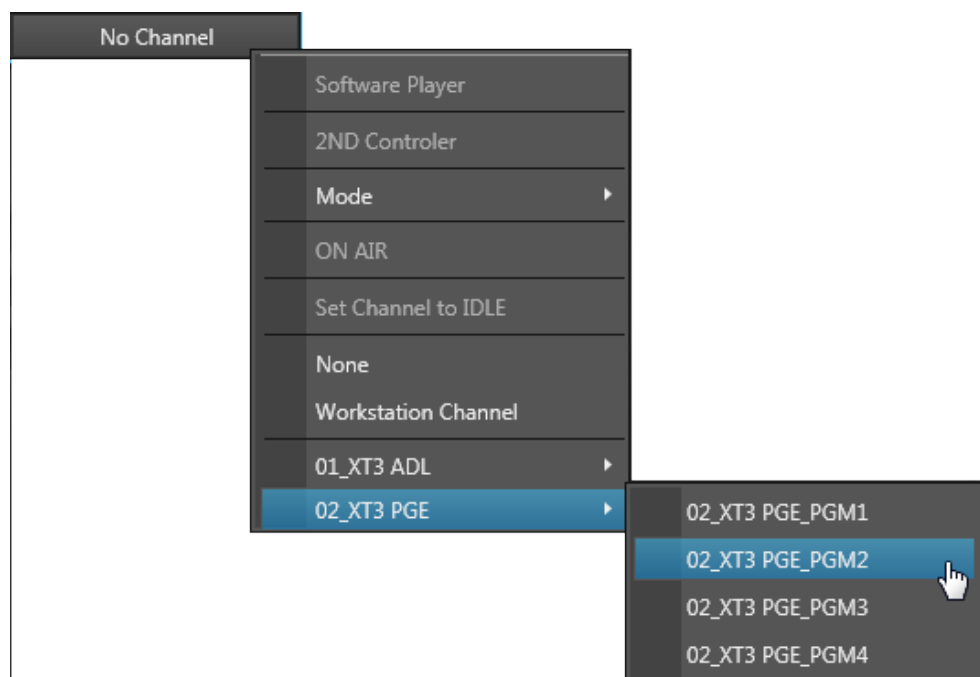 No Channel
Software Player
2ND Controler
Mode
ON AIR
Set Channel to IDLE
None
Workstation Channel
01_XT3 ADL
02_XT3 PGE
02_XT3 PGE_PGM1
02_XT3 PGE_PGM2
02_XT3 PGE_PGM3
02_XT3 PGE_PGM4